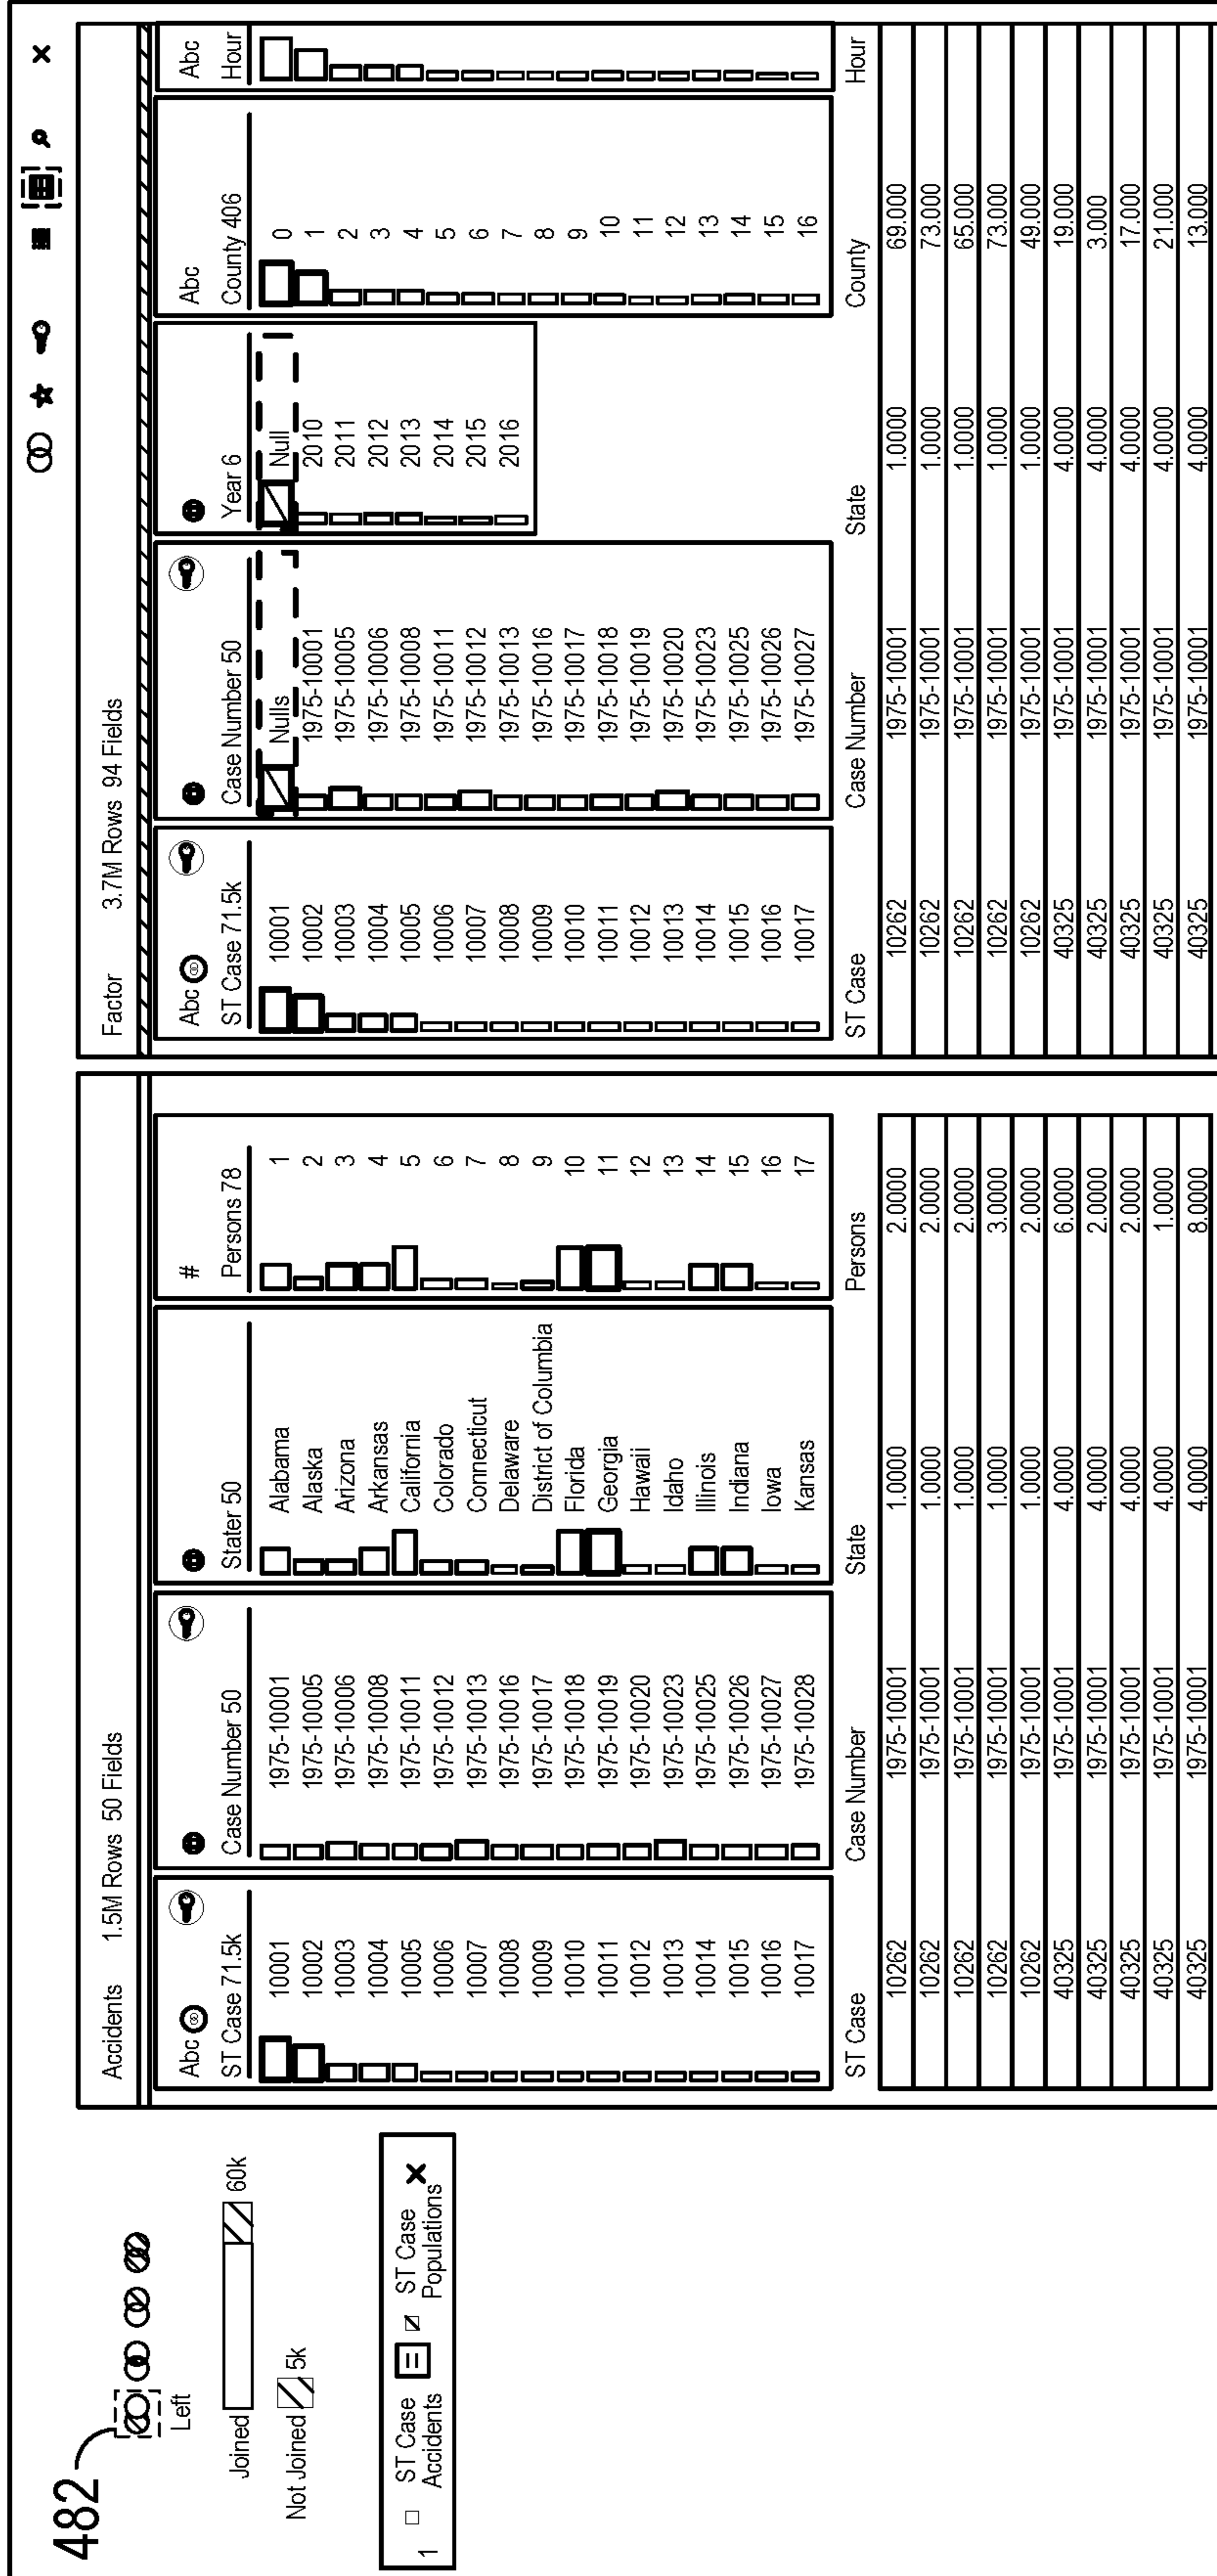 482
Left
Joined 60k
Not Joined 5k
1 ST Case Accidents = ST Case Populations
Accidents 1.5M Rows 50 Fields
Abc
ST Case 71.5k
10001
10002
10003
10004
10005
10006
10007
10008
10009
10010
10011
10012
10013
10014
10015
10016
10017
Case Number 50
1975-10001
1975-10005
1975-10006
1975-10008
1975-10011
1975-10012
1975-10013
1975-10016
1975-10017
1975-10018
1975-10019
1975-10020
1975-10023
1975-10025
1975-10026
1975-10027
1975-10028
Stater 50
Alabama
Alaska
Arizona
Arkansas
California
Colorado
Connecticut
Delaware
District of Columbia
Florida
Georgia
Hawaii
Idaho
Illinois
Indiana
Iowa
Kansas
#
Persons 78
1
2
3
4
5
6
7
8
9
10
11
12
13
14
15
16
17
ST Case Case Number State Persons
10262 1975-10001 1.0000 2.0000
10262 1975-10001 1.0000 2.0000
10262 1975-10001 1.0000 2.0000
10262 1975-10001 1.0000 3.0000
10262 1975-10001 1.0000 2.0000
40325 1975-10001 4.0000 6.0000
40325 1975-10001 4.0000 2.0000
40325 1975-10001 4.0000 2.0000
40325 1975-10001 4.0000 1.0000
40325 1975-10001 4.0000 8.0000
Factor 3.7M Rows 94 Fields
Abc
ST Case 71.5k
10001
10002
10003
10004
10005
10006
10007
10008
10009
10010
10011
10012
10013
10014
10015
10016
10017
Case Number 50
Nulls
1975-10001
1975-10005
1975-10006
1975-10008
1975-10011
1975-10012
1975-10013
1975-10016
1975-10017
1975-10018
1975-10019
1975-10020
1975-10023
1975-10025
1975-10026
1975-10027
Year 6
Null
2010
2011
2012
2013
2014
2015
2016
Abc
County 406
0
1
2
3
4
5
6
7
8
9
10
11
12
13
14
15
16
Abc
Hour
ST Case Case Number State County Hour
10262 1975-10001 1.0000 69.000
10262 1975-10001 1.0000 73.000
10262 1975-10001 1.0000 65.000
10262 1975-10001 1.0000 73.000
10262 1975-10001 1.0000 49.000
40325 1975-10001 4.0000 19.000
40325 1975-10001 4.0000 3.000
40325 1975-10001 4.0000 17.000
40325 1975-10001 4.0000 21.000
40325 1975-10001 4.0000 13.000